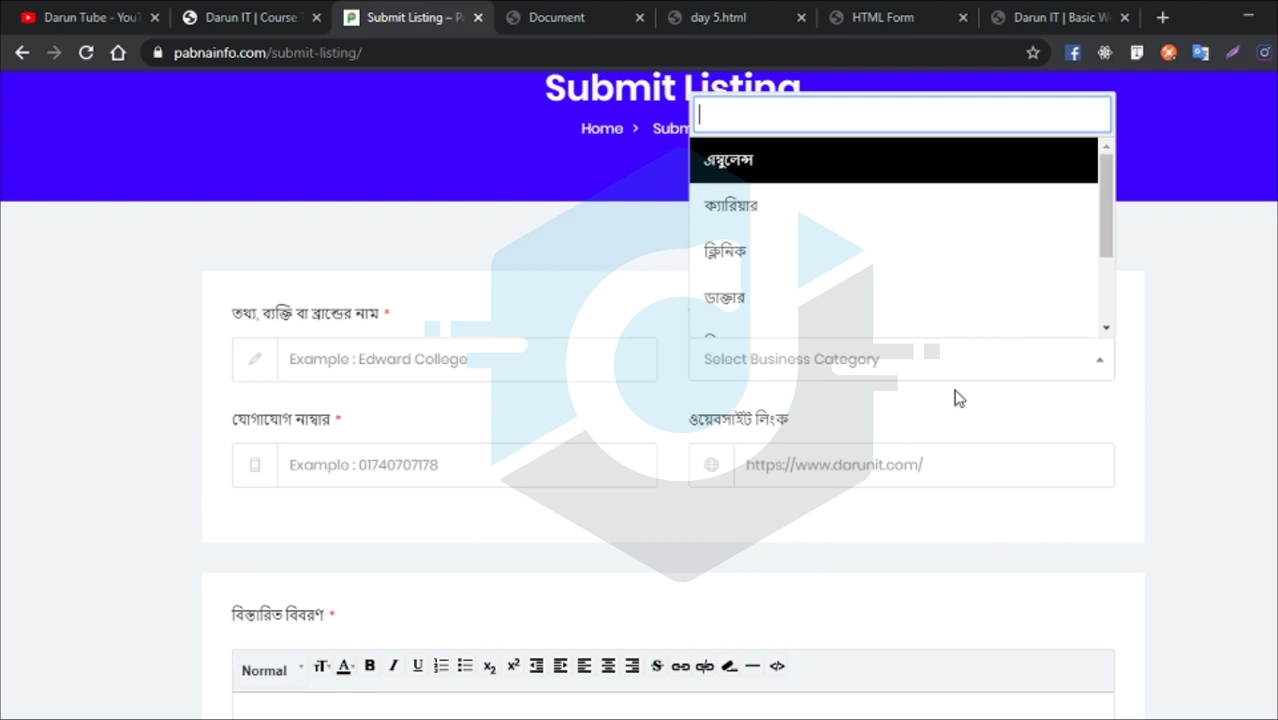 Darun Tube - YouT
Darun IT | Course
Submit Listing – P
Document
day 5.html
HTML Form
Darun IT | Basic W
pabnainfo.com/submit-listing/
Submit Listing
Home > Subm
এম্বুলেন্স
ক্যারিয়ার
ক্লিনিক
ডাক্তার
তথ্য, ব্যক্তি বা ব্রান্ডের নাম *
Example : Edward College
Select Business Category
যোগাযোগ নাম্বার *
ওয়েবসাইট লিংক
Example : 01740707178
https://www.darunit.com/
বিস্তারিত বিবরণ *
Normal